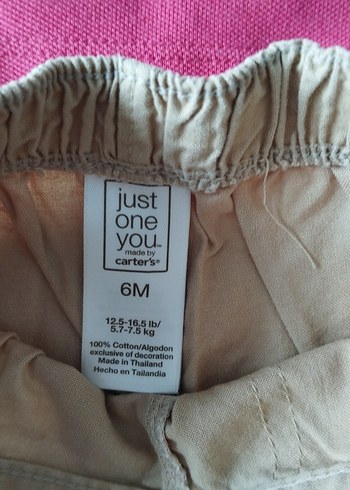 just
one
you™
made by
carter's®
6M
12.5-16.5 lb/
5.7-7.5 kg
100% Cotton/Algodon
exclusive of decoration
Made in Thailand
Hecho en Tailandia